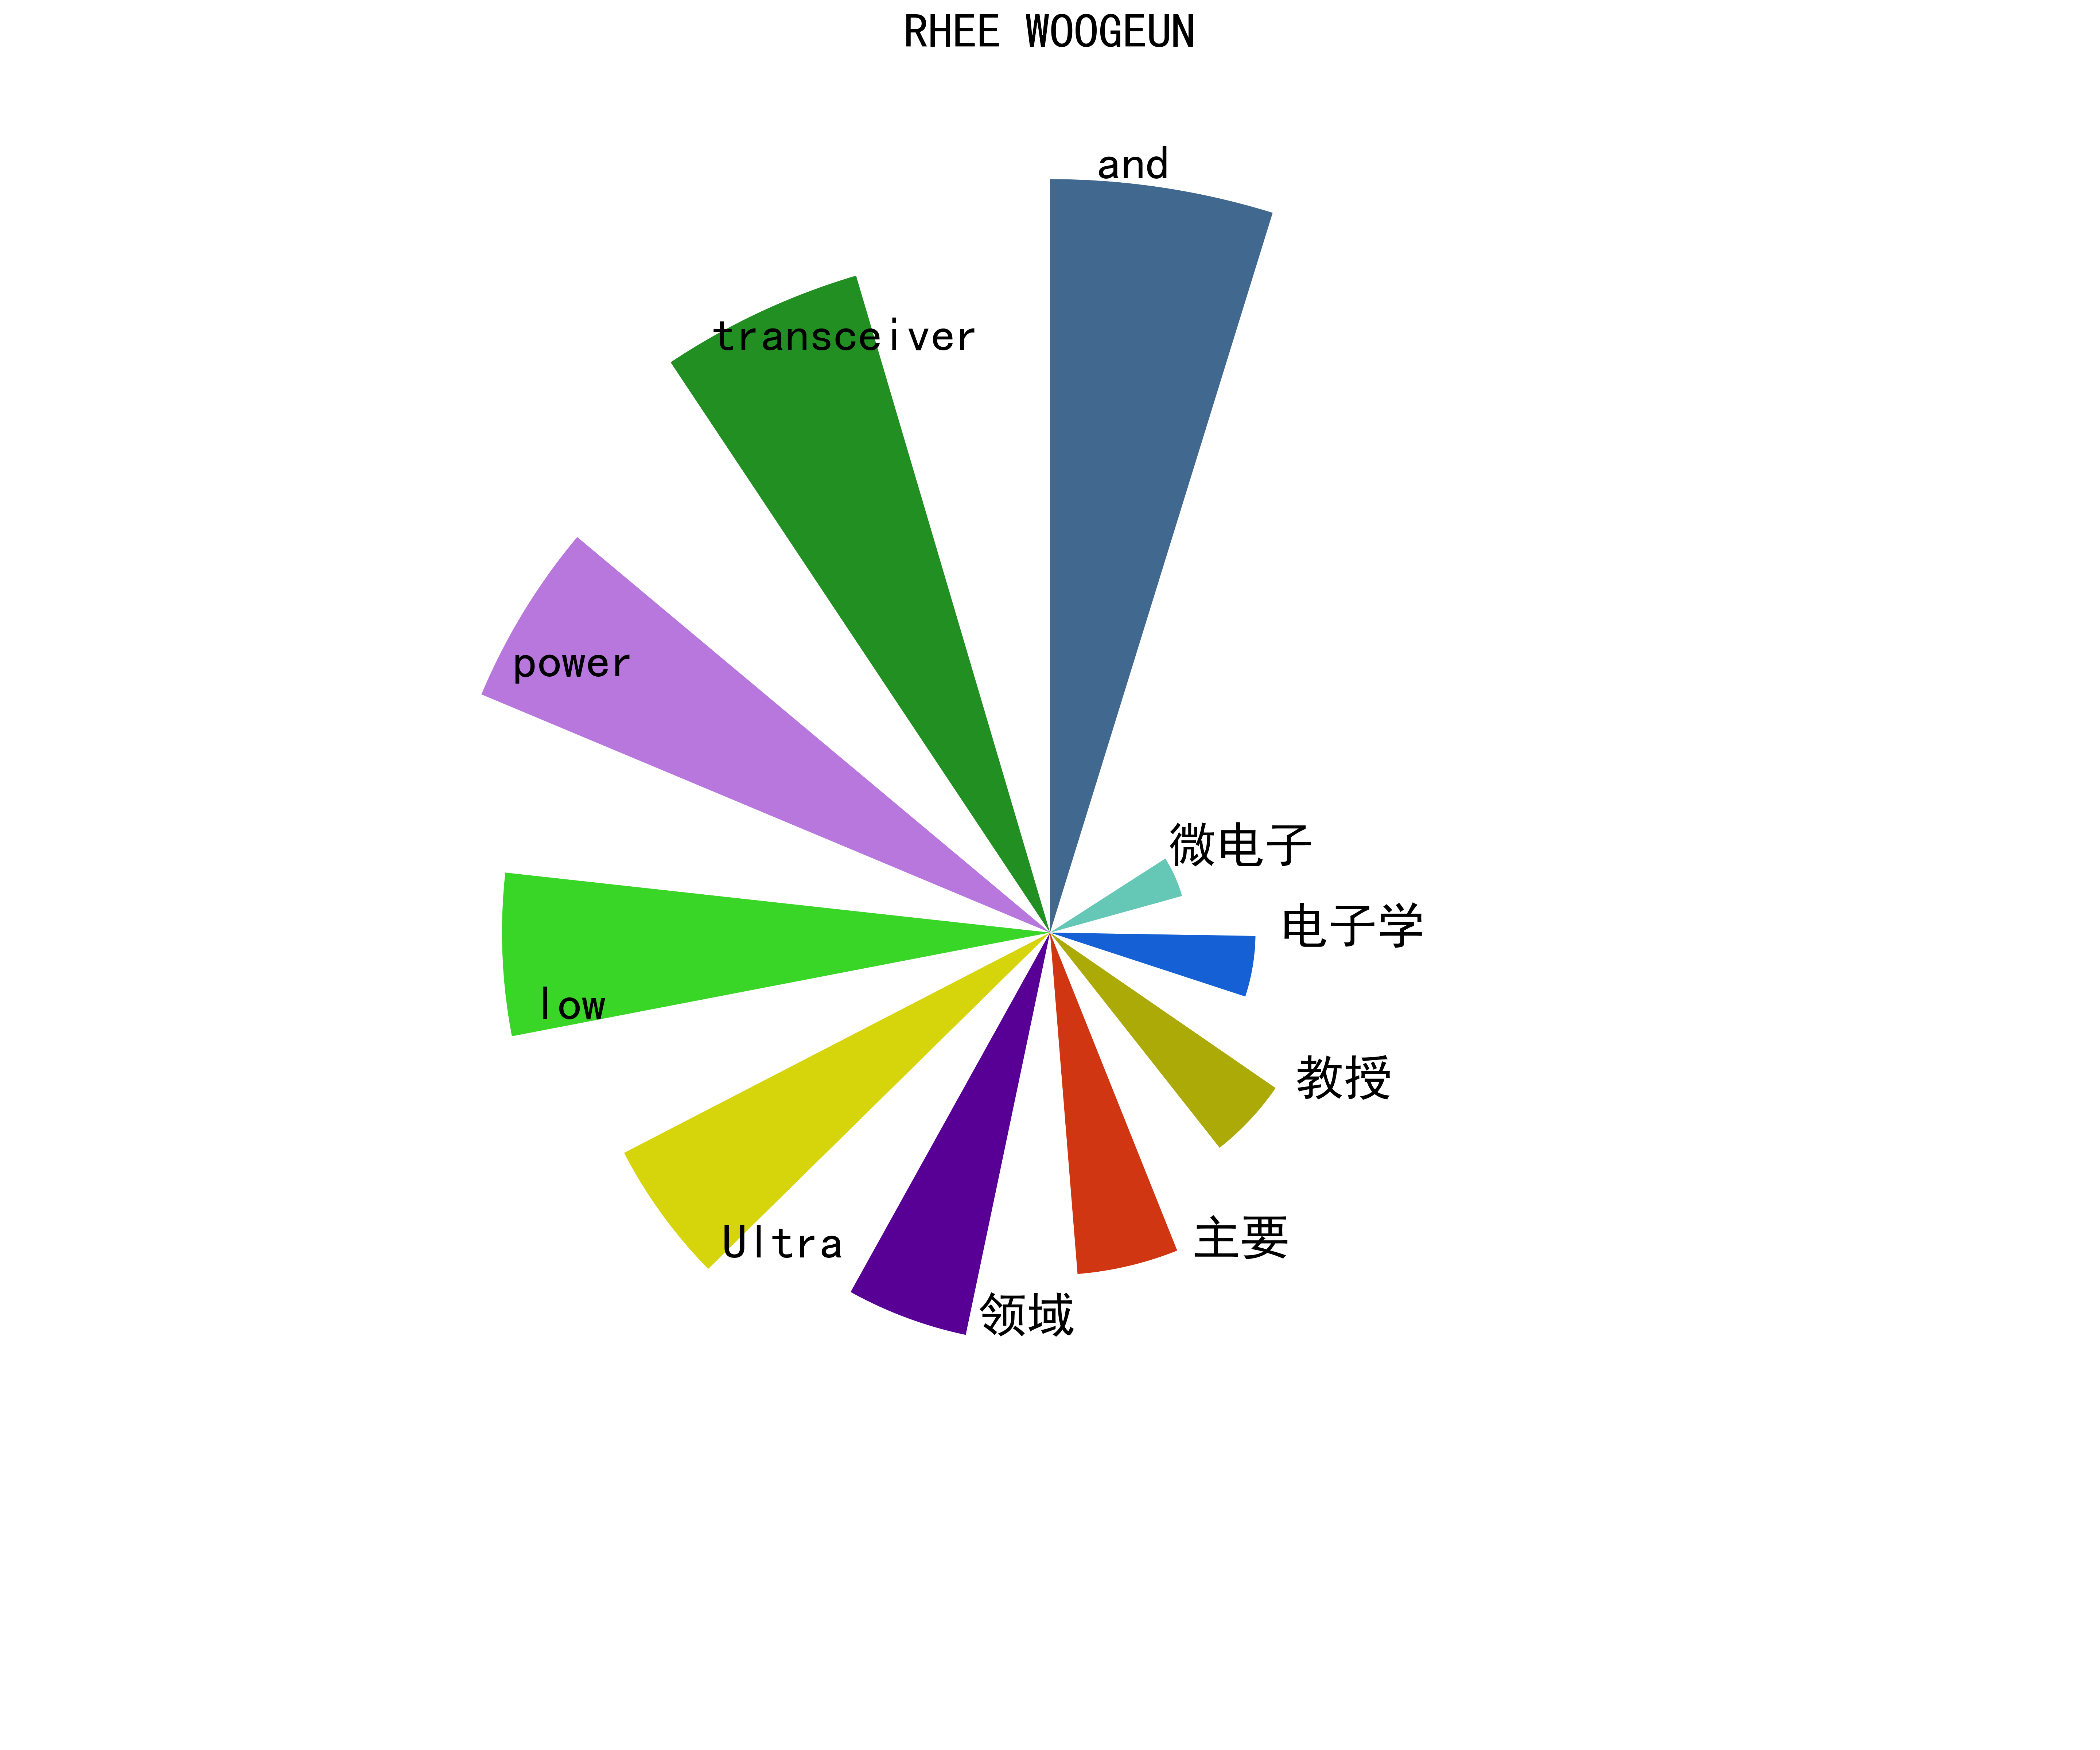 RHEE WOOGEUN
and
transceiver
power
微电子
电子学
low
教授
主要
Ultra
领域